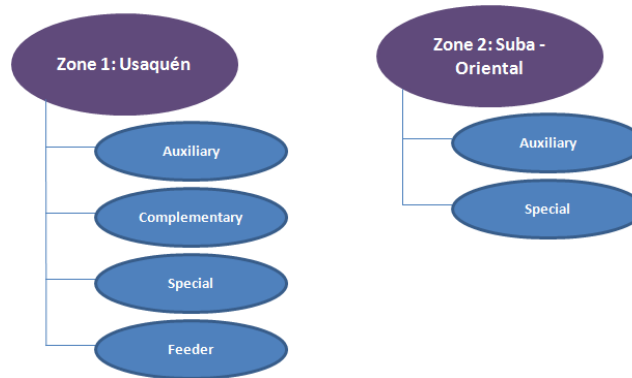 Zone 1: Usaquén
Auxiliary
Complementary
Special
Feeder
Zone 2: Suba -
Oriental
Auxiliary
Special